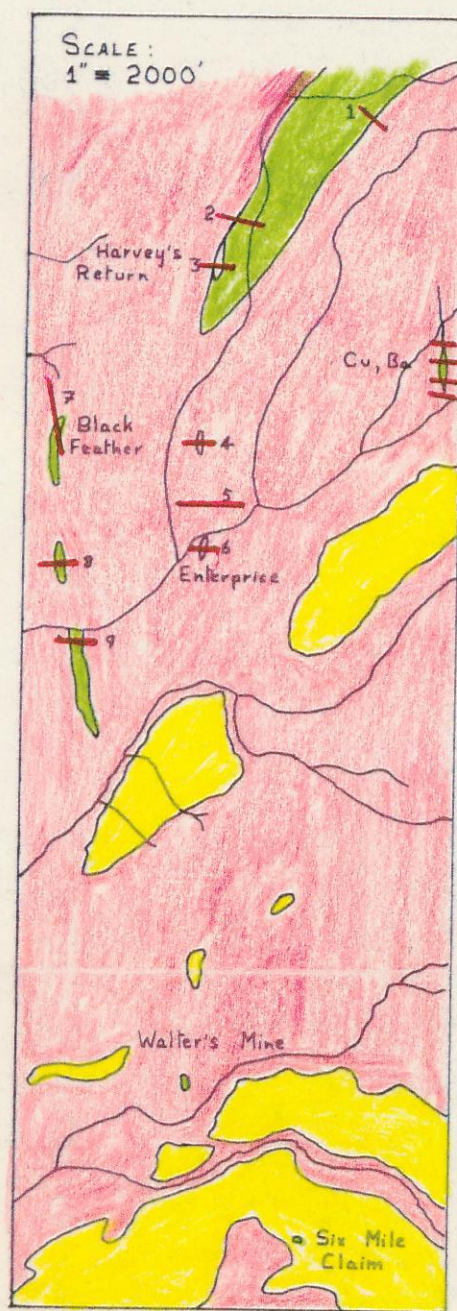 SCALE:
1" = 2000'
1
2
Harvey's
3
Return
Cu, Ba
7
Black
Feather
4
5
6
Enterprise
8
9
Walter's Mine
Six Mile
Claim